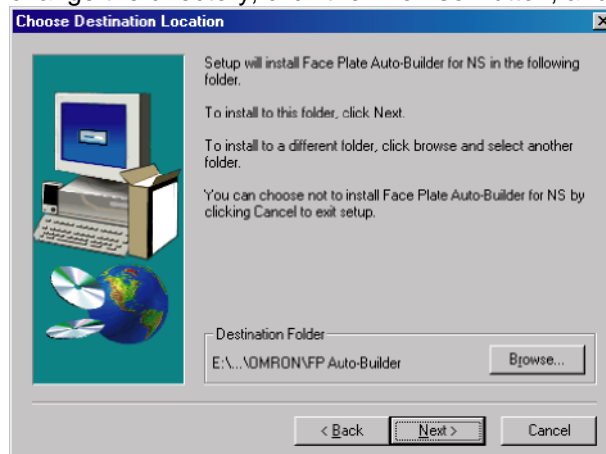 Choose Destination Location
Setup will install Face Plate Auto-Builder for NS in the following
folder.
To install to this folder, click Next.
To install to a different folder, click browse and select another
folder.
You can choose not to install Face Plate Auto-Builder for NS by
clicking Cancel to exit setup.
Destination Folder
E:\...\OMRON\FP Auto-Builder
Browse...
< Back
Next >
Cancel